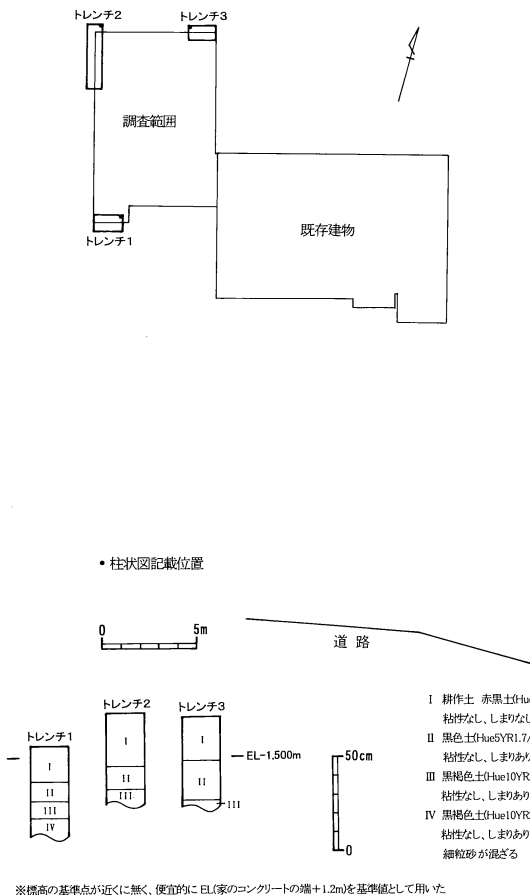 トレンチ2
トレンチ3
調査範囲
既存建物
トレンチ1
• 柱状図記載位置
0 5m
道 路
トレンチ1
トレンチ2
トレンチ3
I
II
III
IV
I
II
III
I
II
III
EL-1,500m
50cm
0
I 耕作土 赤黒土(Hue
粘性なし、しまりなし
II 黒色土(Hue5YR1.7/
粘性なし、しまりあり
III 黒褐色土(Hue10YR
粘性なし、しまりあり
IV 黒褐色土(Hue10YR
粘性なし、しまりあり
細粒砂が混ざる
※標高の基準点が近くに無く、便宜的に EL(家のコンクリートの端+1.2m)を基準値として用いた